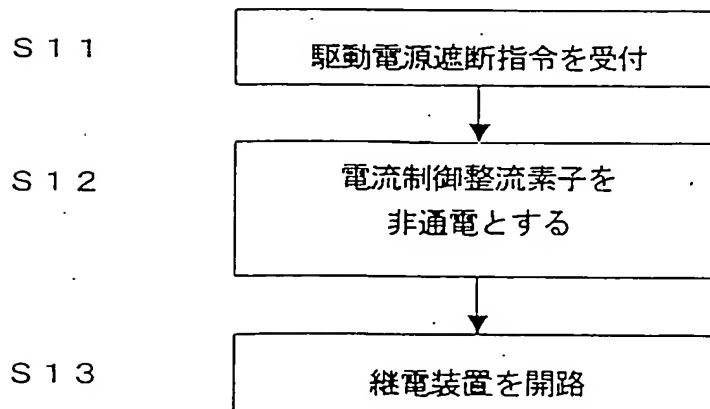 S11
駆動電源遮断指令を受付
S12
電流制御整流素子を
非通電とする
S13
継電装置を開路